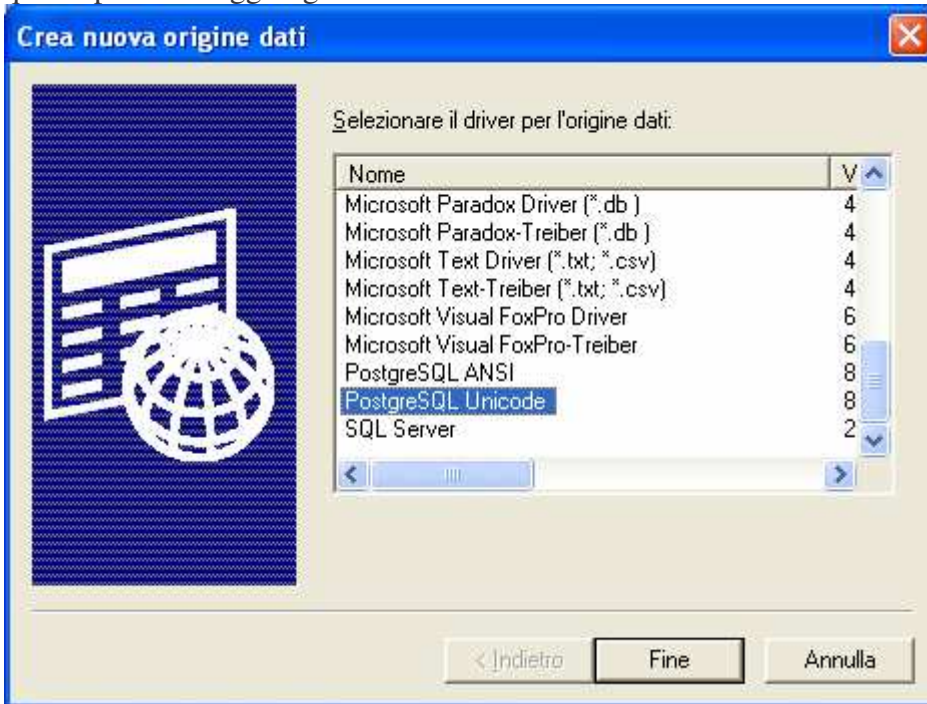 Crea nuova origine dati
Selezionare il driver per l'origine dati:
Nome V
Microsoft Paradox Driver (*.db ) 4
Microsoft Paradox-Treiber (*.db ) 4
Microsoft Text Driver (*.txt; *.csv) 4
Microsoft Text-Treiber (*.txt; *.csv) 4
Microsoft Visual FoxPro Driver 6
Microsoft Visual FoxPro-Treiber 6
PostgreSQL ANSI 8
PostgreSQL Unicode 8
SQL Server 2
< Indietro Fine Annulla